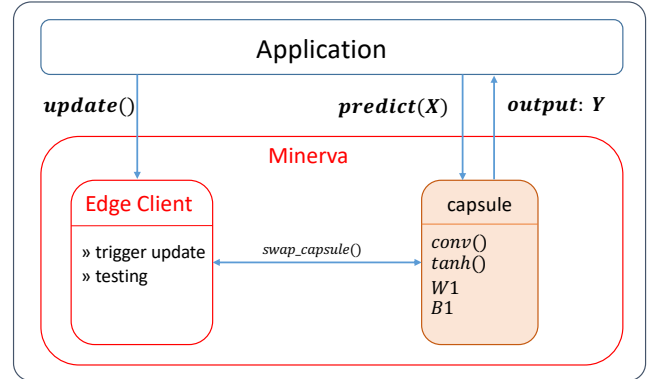 Application
update()
predict(X)
output: Y
Minerva
Edge Client
» trigger update
» testing
swap_capsule()
capsule
conv()
tanh()
W1
B1